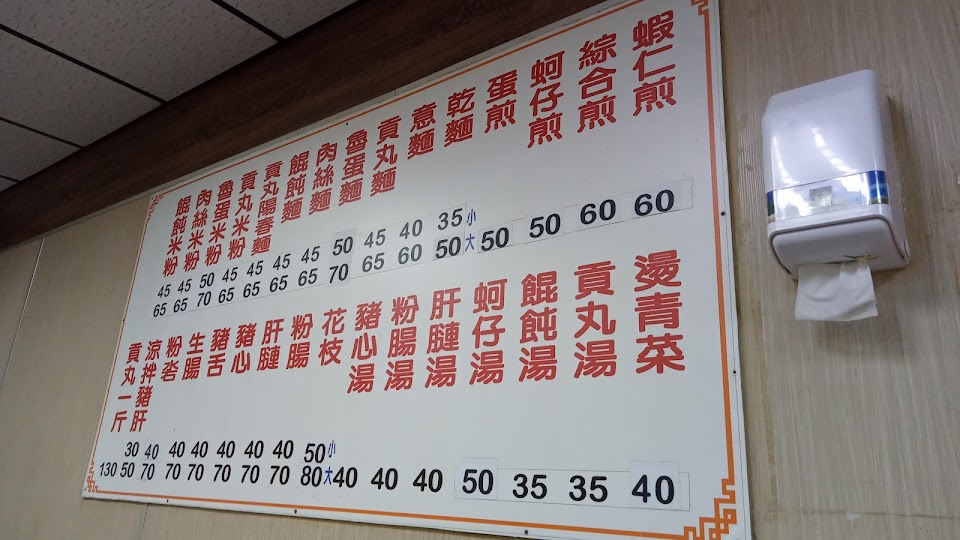 蝦仁煎
綜合煎
蚵仔煎
蛋煎
乾麵
意麵
貢丸麵
魯蛋麵
肉絲麵
餛飩麵
貢丸陽春麵
貢丸米粉
魯蛋米粉
肉絲米粉
餛飩米粉
45 45 50 45 45 45 45 50 45 40 35 小
65 65 70 65 65 65 65 70 65 60 50 大 50 50 60 60
燙青菜
貢丸湯
餛飩湯
蚵仔湯
肝腱湯
粉腸湯
豬心湯
花枝
粉腸
肝腱
豬心
豬舌
生腸
粉砦
涼拌豬肝
貢丸一斤
30 40 40 40 40 40 40 50 小
130 50 70 70 70 70 70 70 80 大 40 40 40 50 35 35 40